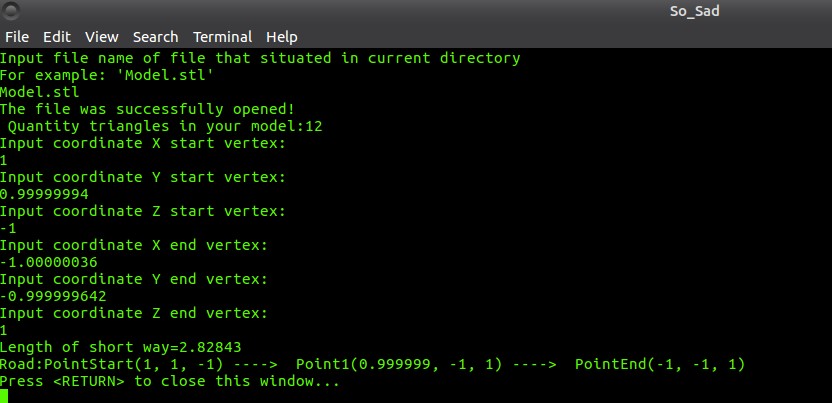 So_Sad
File Edit View Search Terminal Help
Input file name of file that situated in current directory
For example: 'Model.stl'
Model.stl
The file was successfully opened!
 Quantity triangles in your model:12
Input coordinate X start vertex:
1
Input coordinate Y start vertex:
0.99999994
Input coordinate Z start vertex:
-1
Input coordinate X end vertex:
-1.00000036
Input coordinate Y end vertex:
-0.999999642
Input coordinate Z end vertex:
1
Length of short way=2.82843
Road:PointStart(1, 1, -1) ---->  Point1(0.999999, -1, 1) ---->  PointEnd(-1, -1, 1)
Press <RETURN> to close this window...